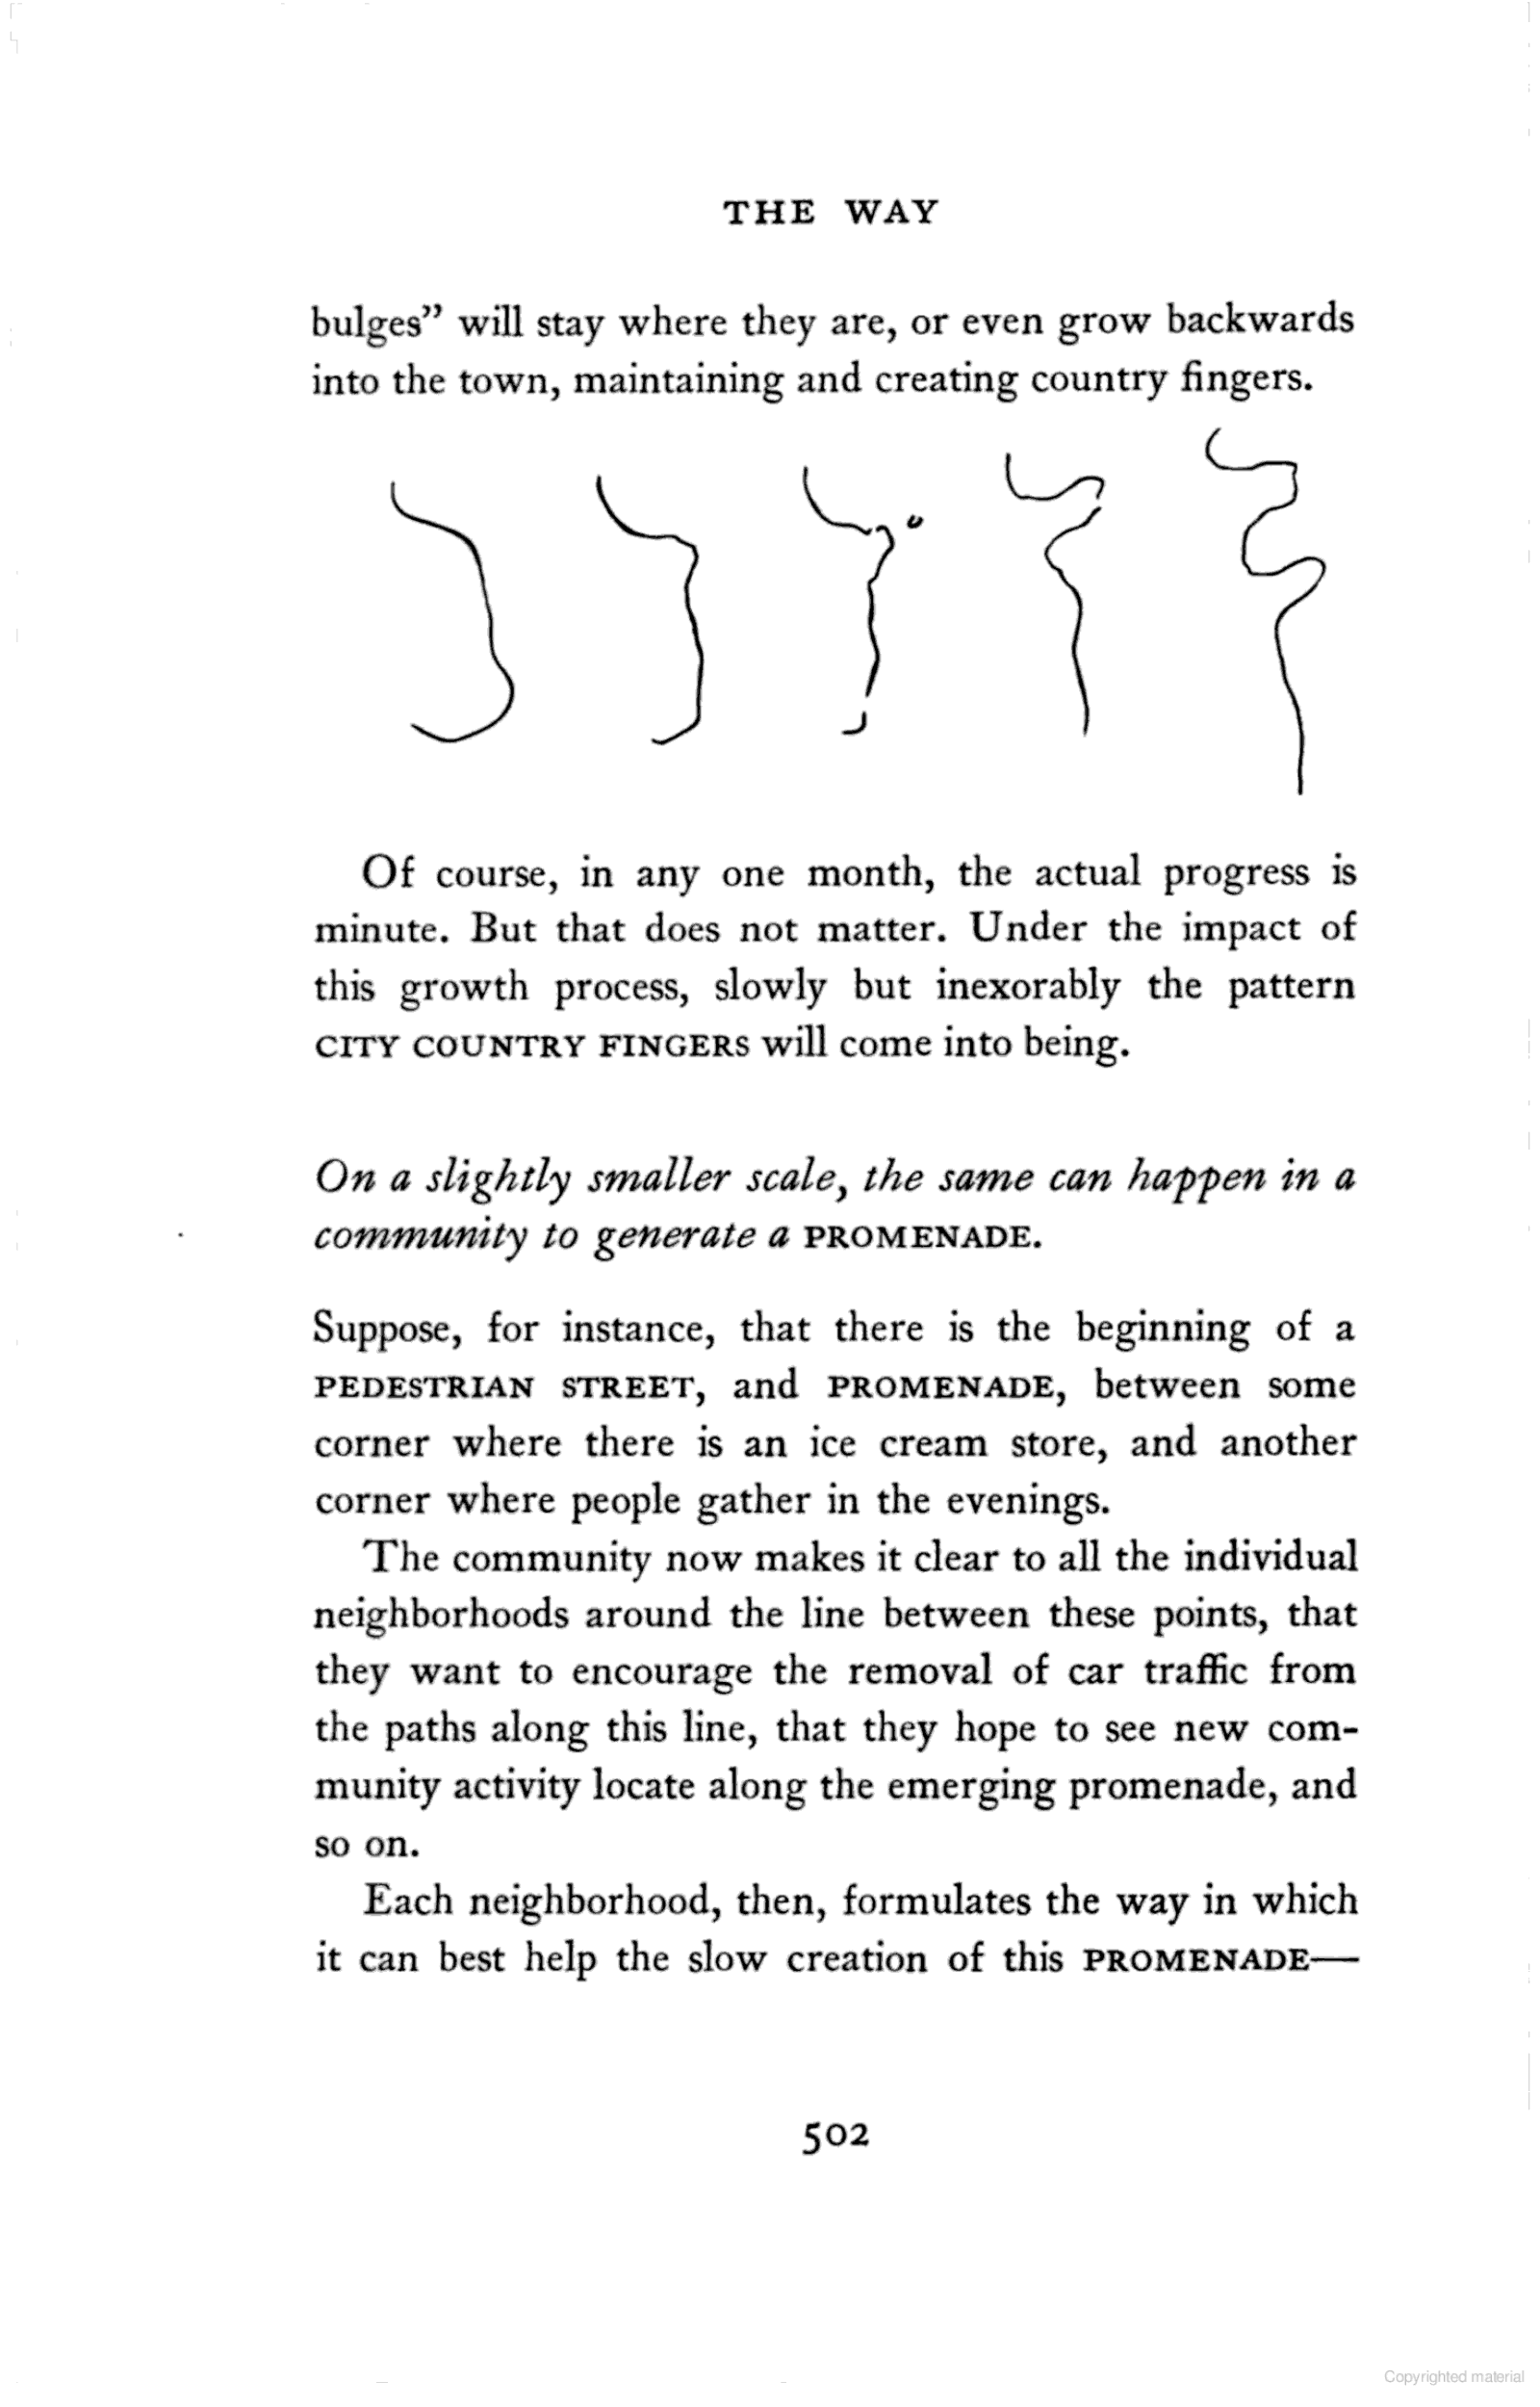 THE WAY
bulges” will stay where they are, or even grow backwards
into the town, maintaining and creating country fingers.
Of course, in any one month, the actual progress is
minute. But that does not matter. Under the impact of
this growth process, slowly but inexorably the pattern
CITY COUNTRY FINGERS will come into being.
On a slightly smaller scale, the same can happen in a
community to generate a PROMENADE.
Suppose, for instance, that there is the beginning of a
PEDESTRIAN STREET, and PROMENADE, between some
corner where there is an ice cream store, and another
corner where people gather in the evenings.
The community now makes it clear to all the individual
neighborhoods around the line between these points, that
they want to encourage the removal of car traffic from
the paths along this line, that they hope to see new com-
munity activity locate along the emerging promenade, and
so on.
Each neighborhood, then, formulates the way in which
it can best help the slow creation of this PROMENADE—
502
Copyrighted material